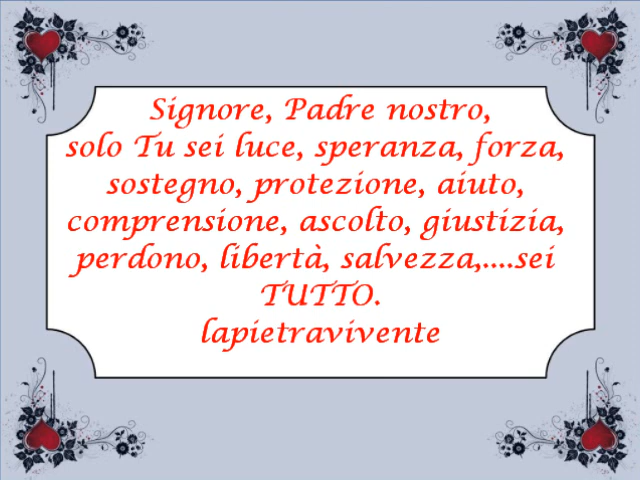 Signore, Padre nostro,
solo Tu sei luce, speranza, forza,
sostegno, protezione, aiuto,
comprensione, ascolto, giustizia,
perdono, libertà, salvezza,....sei
TUTTO.
lapietravivente